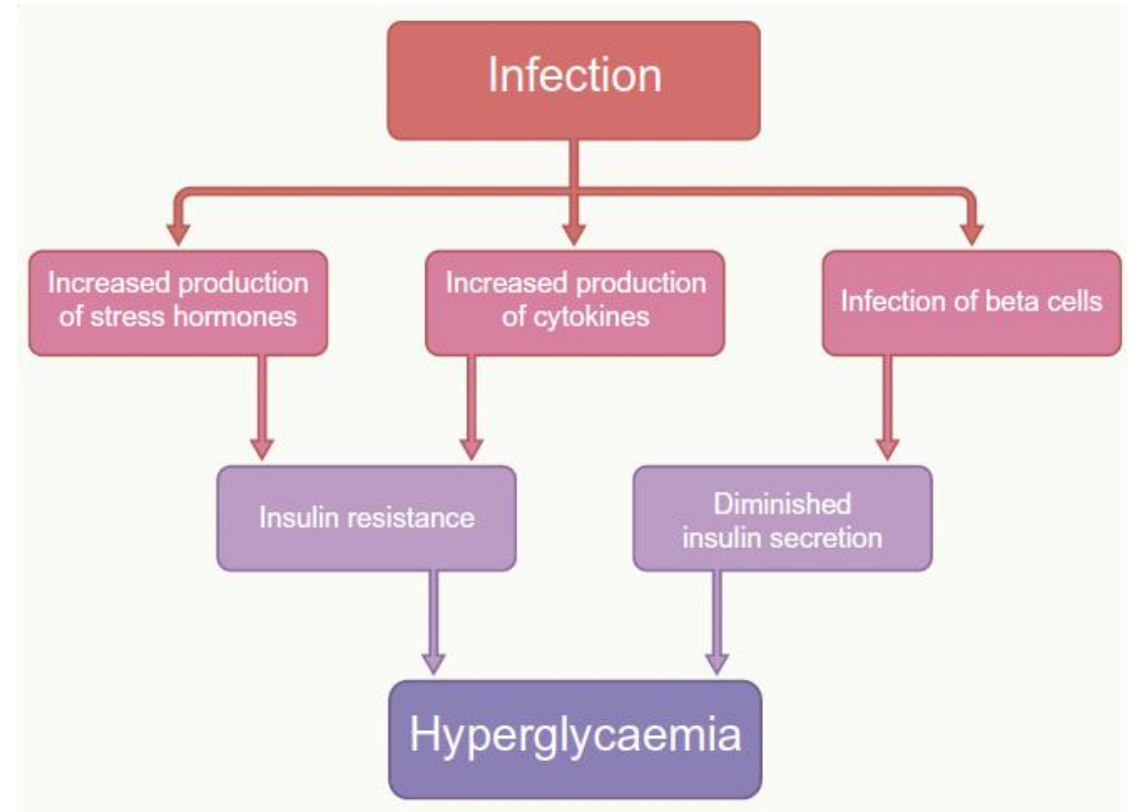 Infection
Increased production
of stress hormones
Increased production
of cytokines
Infection of beta cells
Insulin resistance
Diminished
insulin secretion
Hyperglycaemia